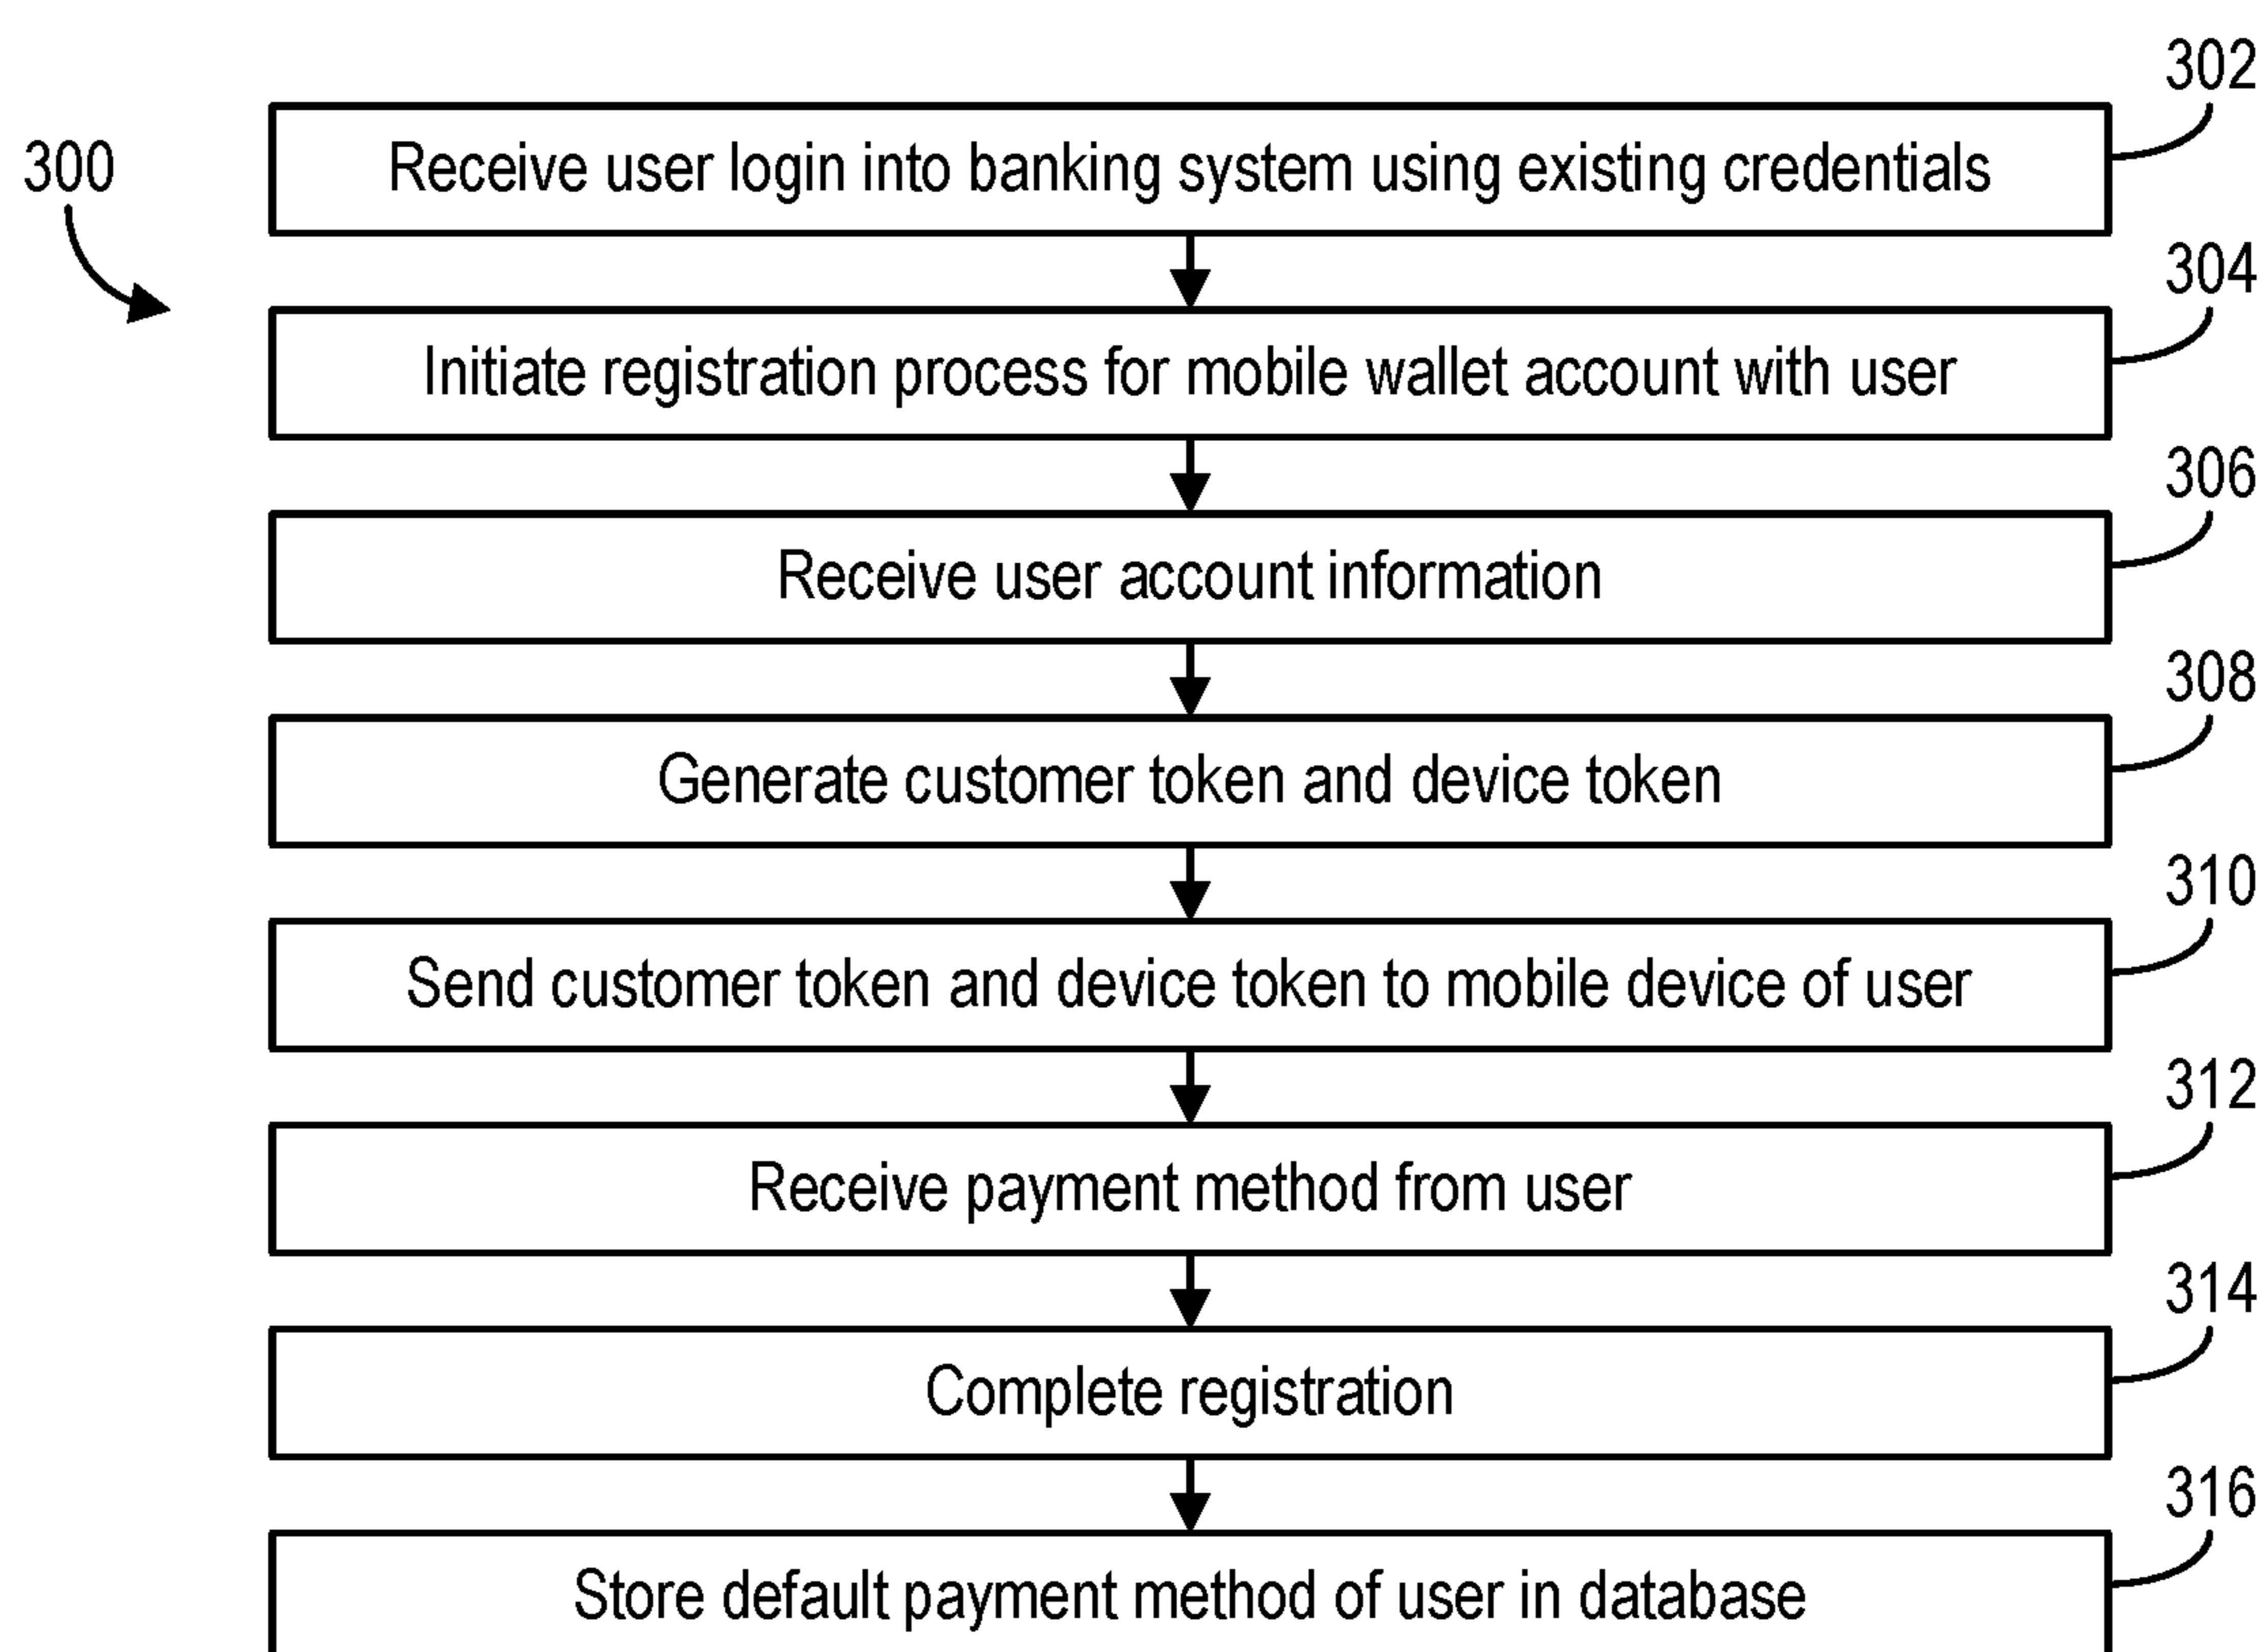 302
300
Receive user login into banking system using existing credentials
304
Initiate registration process for mobile wallet account with user
306
Receive user account information
308
Generate customer token and device token
310
Send customer token and device token to mobile device of user
312
Receive payment method from user
314
Complete registration
316
Store default payment method of user in database